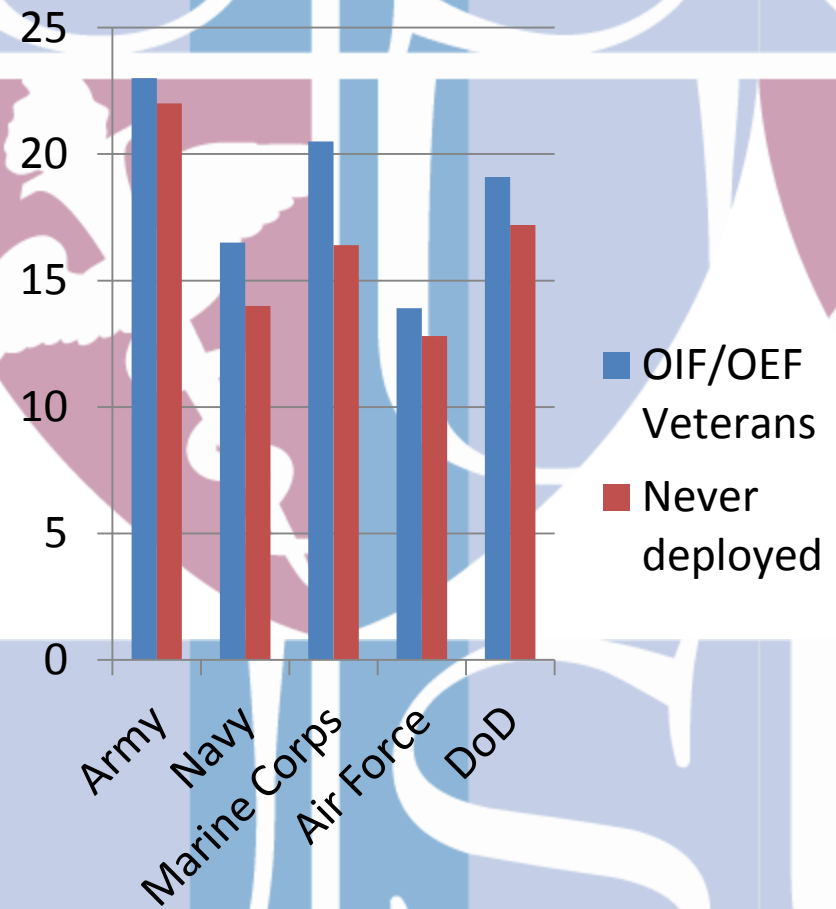 25
20
15
10
5
0
Army
Navy
Marine Corps
Air Force
DoD
OIF/OEF
Veterans
Never
deployed